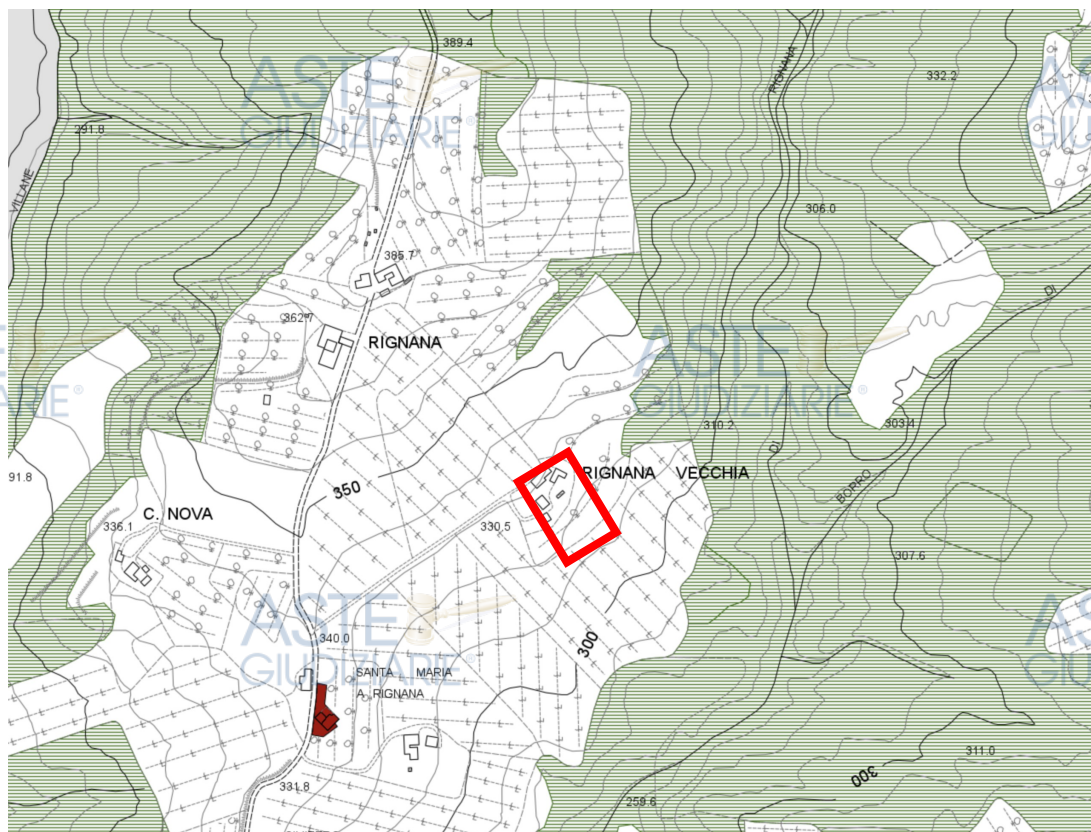 389.4
ASTE
GIUDIZIARIE®
RIGNANA
332.2
291.8
VILLANE
306.0
385.7
DI
362.7
RIGNANA
ASTE
GIUDIZIARIE®
ARIE®
310.2
303.4
DI
RIGNANA VECCHIA
91.8
350
BORRO
C. NOVA
336.1
330.5
307.6
ASTE
GIUDIZIARIE®
340.0
300
SANTA MARIA
A RIGNANA
311.0
300
331.8
259.6